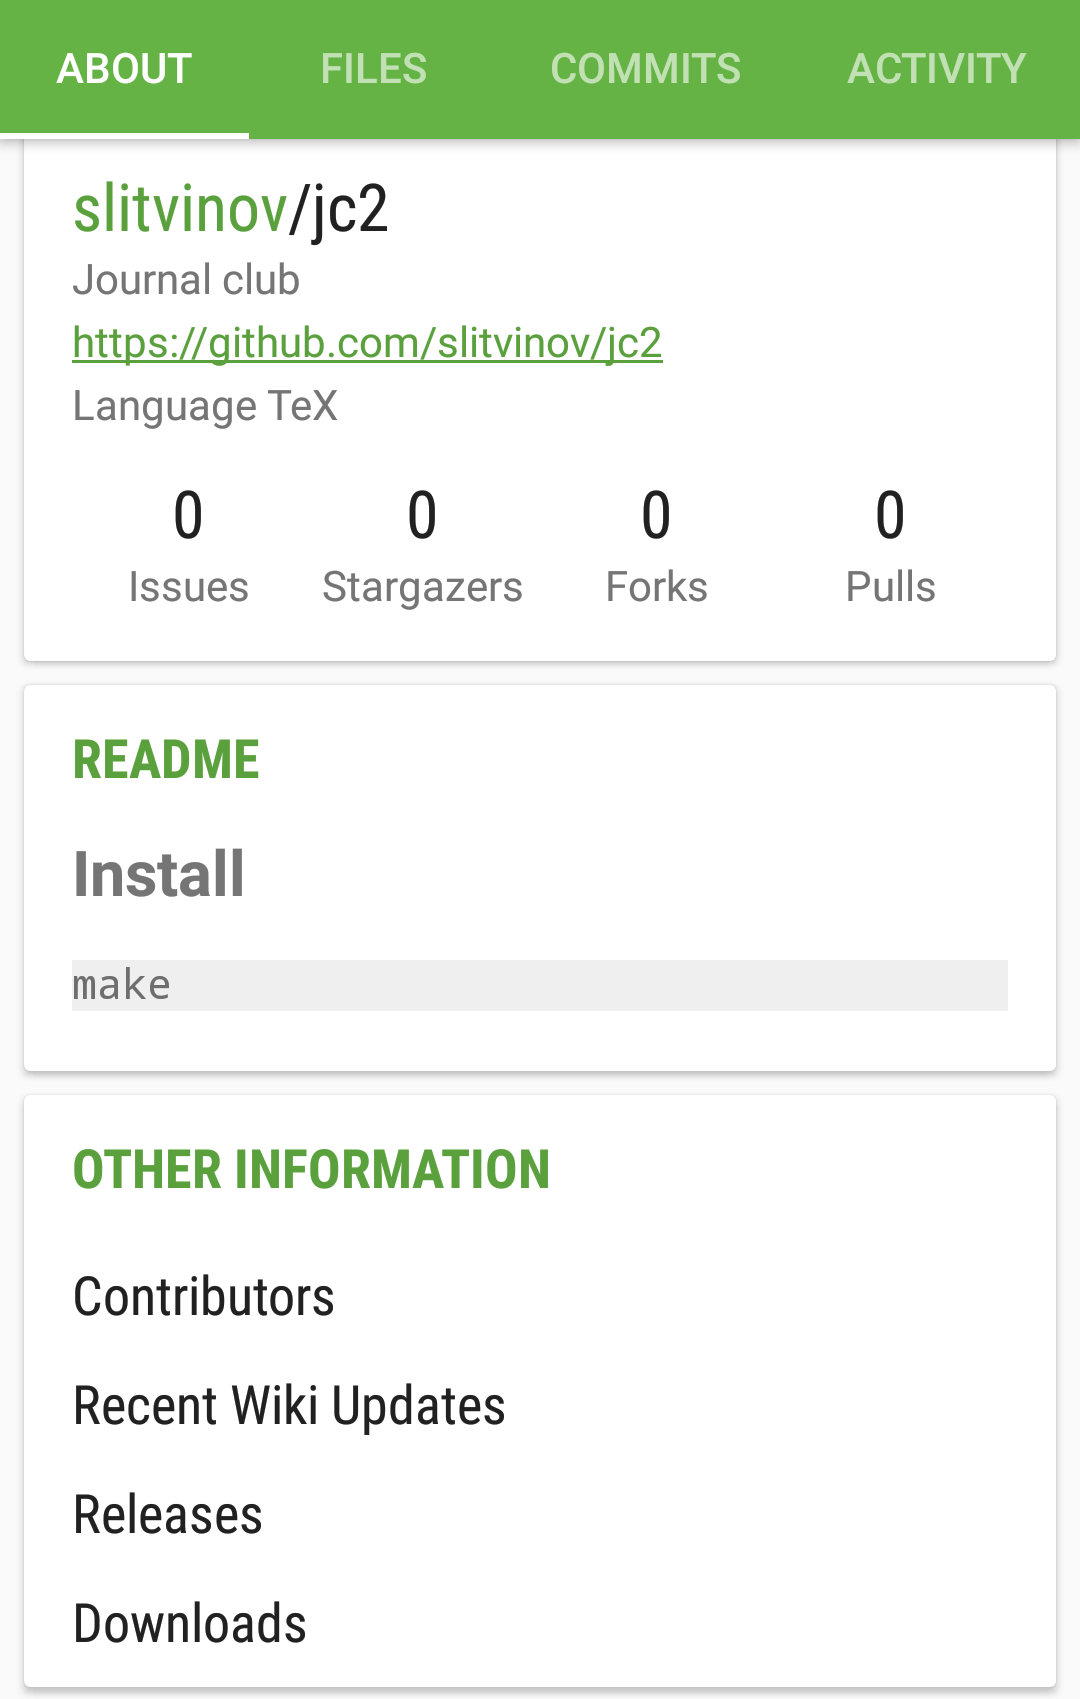 ABOUT FILES COMMITS ACTIVITY
slitvinov/jc2
Journal club
https://github.com/slitvinov/jc2
Language TeX
0 0 0 0
Issues Stargazers Forks Pulls
README
Install
make
OTHER INFORMATION
Contributors
Recent Wiki Updates
Releases
Downloads